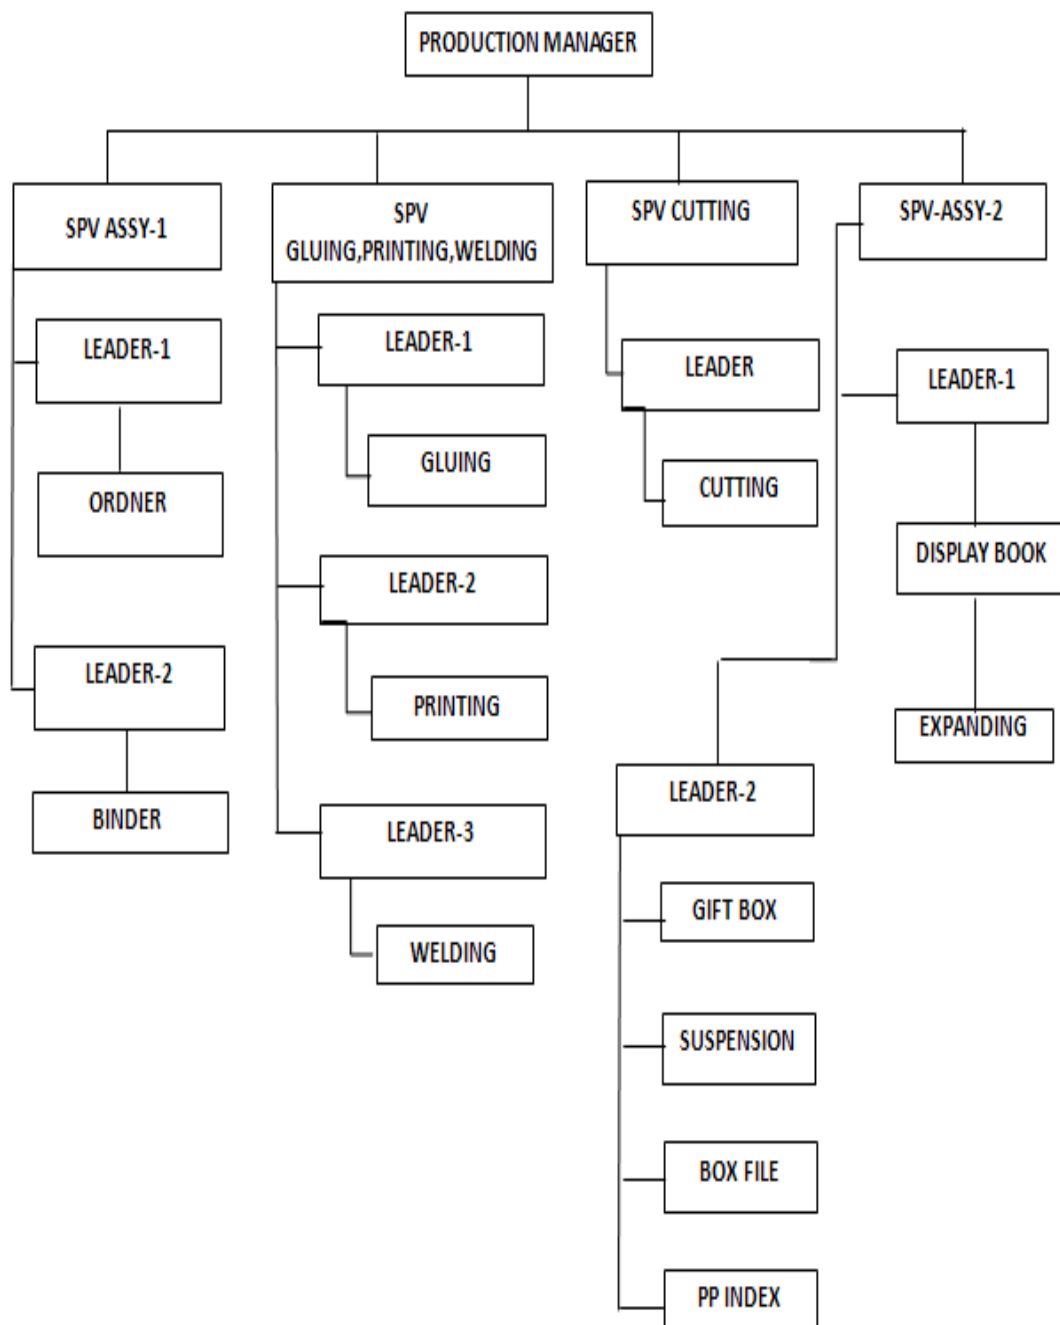 PRODUCTION MANAGER
SPV ASSY-1
SPV
GLUING,PRINTING,WELDING
SPV CUTTING
SPV-ASSY-2
LEADER-1
LEADER-1
LEADER
LEADER-1
ORDNER
GLUING
CUTTING
DISPLAY BOOK
LEADER-2
LEADER-2
PRINTING
EXPANDING
BINDER
LEADER-3
LEADER-2
WELDING
GIFT BOX
SUSPENSION
BOX FILE
PP INDEX